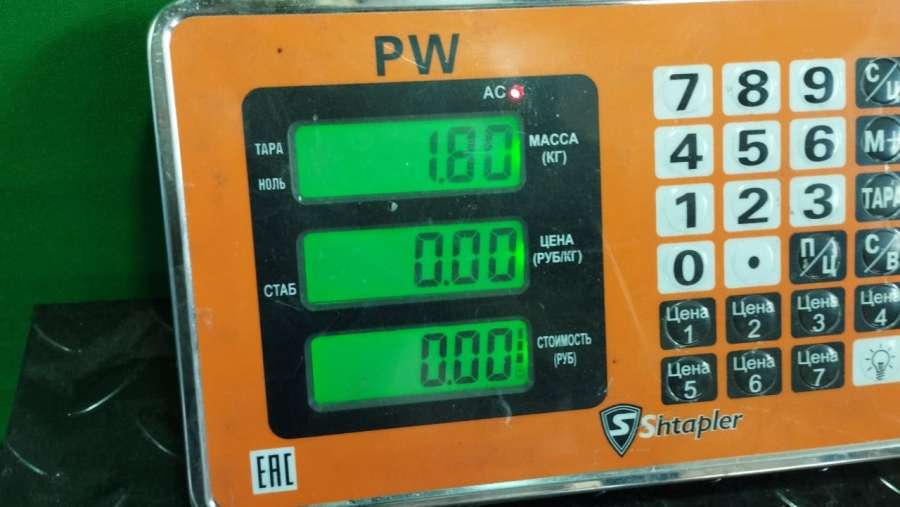 PW
AC
ТАРА
1.80
МАССА
(КГ)
НОЛЬ
0.00
ЦЕНА
(РУБ/КГ)
СТАБ
0.00
СТОИМОСТЬ
(РУБ)
7 8 9 С/Ц
4 5 6 М+
1 2 3 ТАРА
0 . П/Ц С/В
Цена 1
Цена 2
Цена 3
Цена 4
Цена 5
Цена 6
Цена 7
S Shtapler
EAC